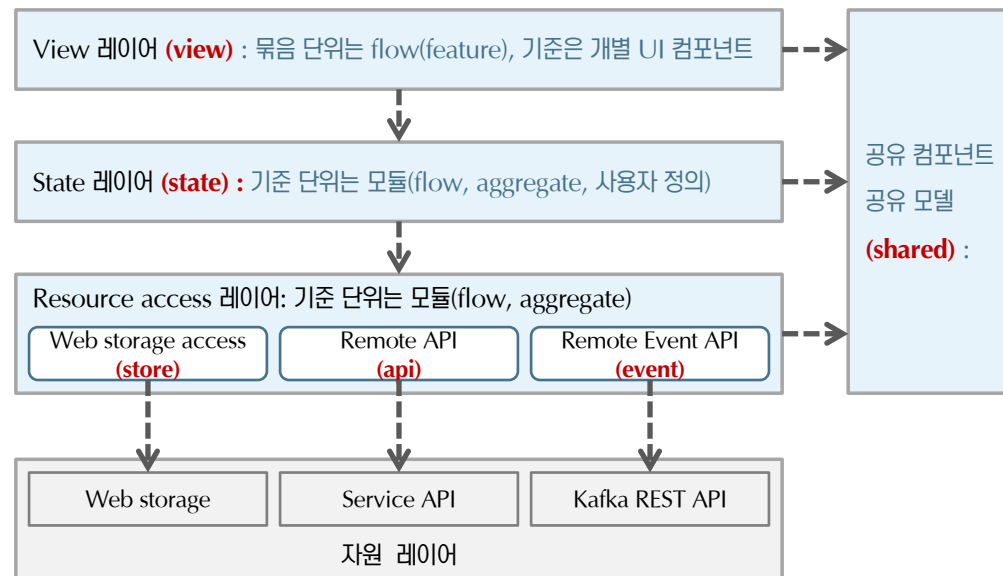 View 레이어 (view) : 묶음 단위는 flow(feature), 기준은 개별 UI 컴포넌트
State 레이어 (state) : 기준 단위는 모듈(flow, aggregate, 사용자 정의)
공유 컴포넌트
공유 모델
(shared) :
Resource access 레이어: 기준 단위는 모듈(flow, aggregate)
Web storage access
(store)
Remote API
(api)
Remote Event API
(event)
Web storage
Service API
Kafka REST API
자원 레이어